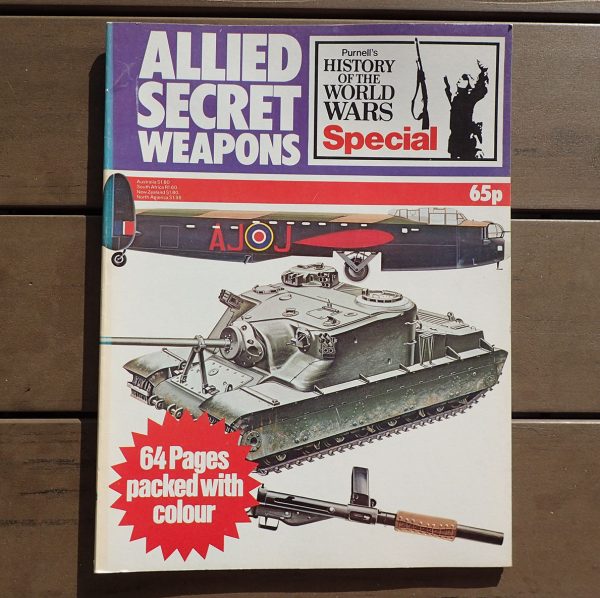 ALLIED
SECRET
WEAPONS
Purnell's
HISTORY
OF THE
WORLD
WARS
Special
Australia $1.80
South Africa R1.60
New Zealand $1.80
North America $1.98
65p
AJ J
64 Pages
packed with
colour